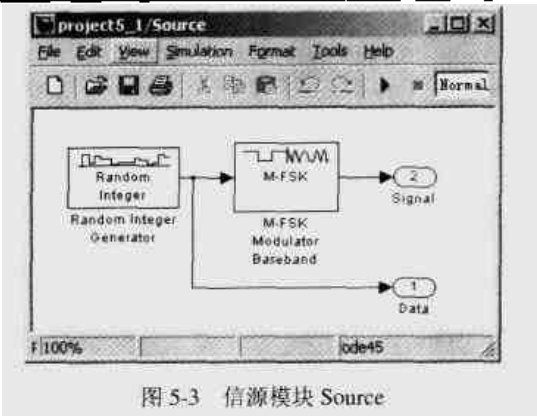 project5_1/Source
File Edit View Simulation Format Tools Help
Normal
Random
Integer
Random Integer
Generator
M-FSK
M-FSK
Modulator
Baseband
2
Signal
1
Data
100%
ode45
图 5-3 信源模块 Source